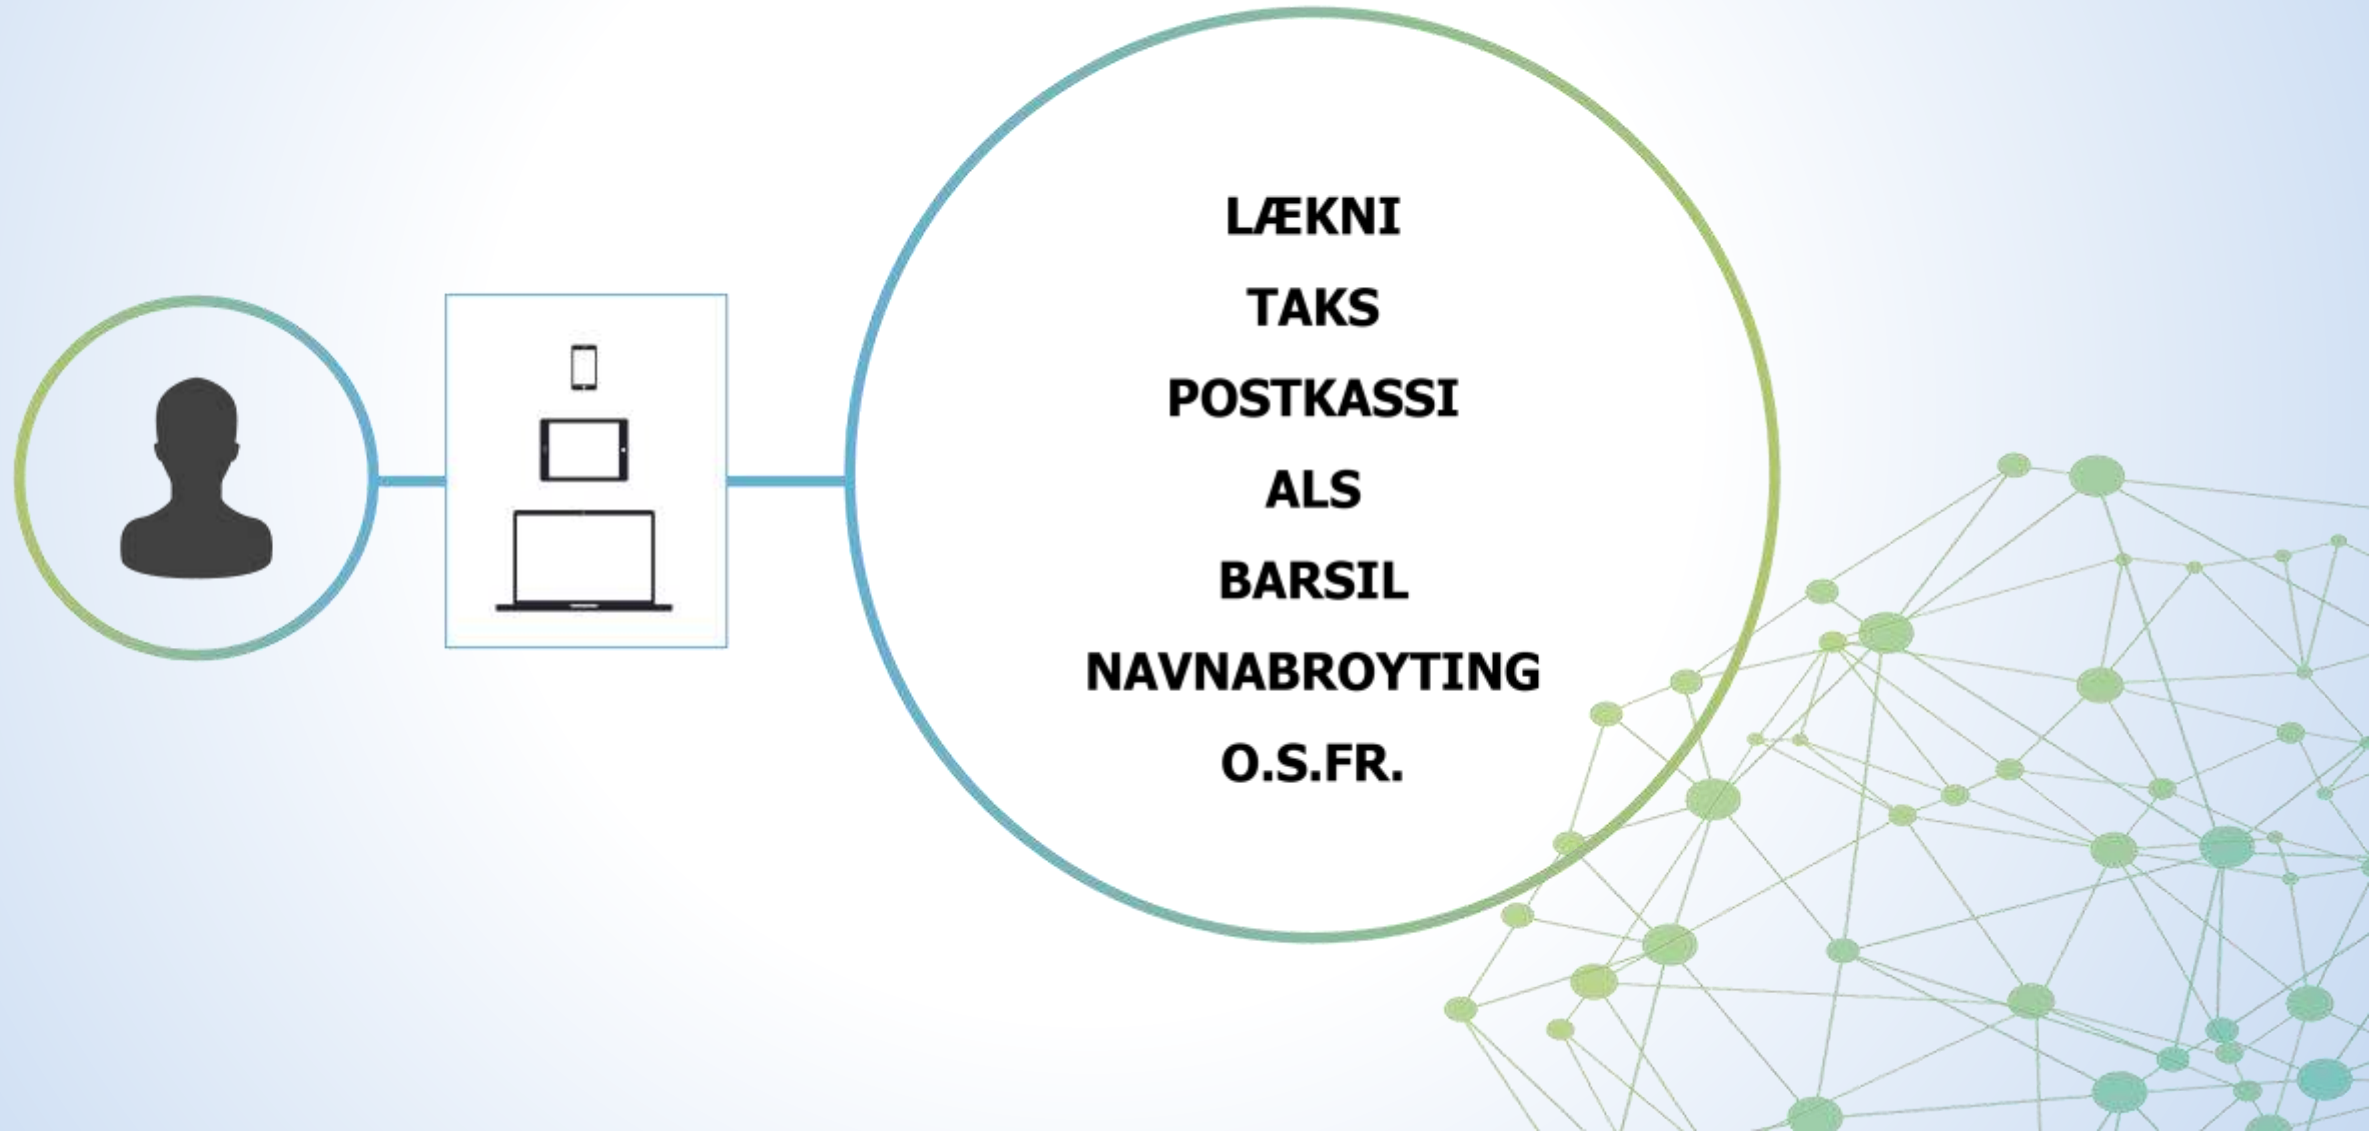 LÆKNI
TAKS
POSTKASSI
ALS
BARSIL
NAVNABROYTING
O.S.FR.